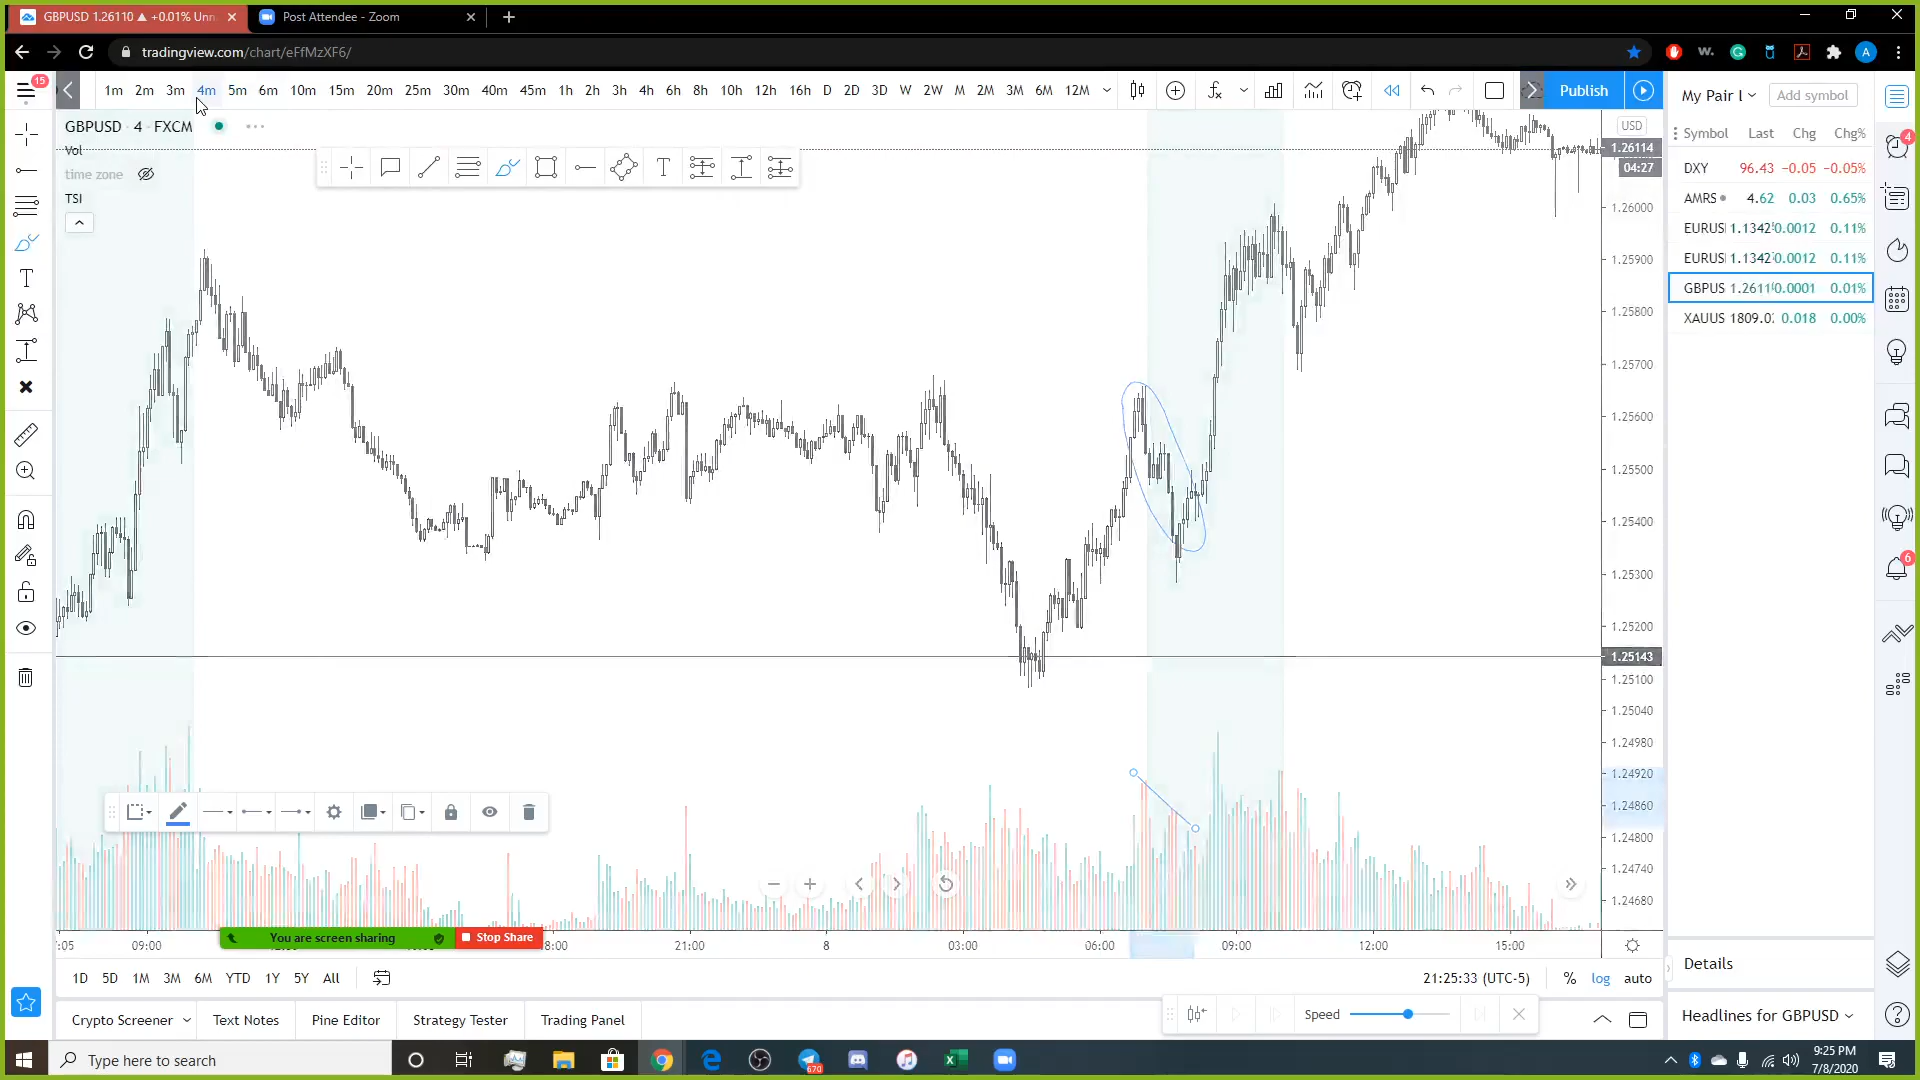 GBPUSD 1.26110 ▲ +0.01% Unn
Post Attendee - Zoom
tradingview.com/chart/eFfMzXF6/
15
1m 2m 3m 4m 5m 6m 10m 15m 20m 25m 30m 40m 45m 1h 2h 3h 4h 6h 8h 10h 12h 16h D 2D 3D W 2W M 2M 3M 6M 12M
Publish
My Pair l
Add symbol
GBPUSD · 4 · FXCM
Vol
time zone
TSI
USD
1.26114
04:27
1.26000
1.25900
1.25800
1.25700
1.25600
1.25500
1.25400
1.25300
1.25200
1.25143
1.25100
1.25040
1.24980
1.24920
1.24860
1.24800
1.24740
1.24680
Symbol Last Chg Chg%
DXY 96.43 −0.05 −0.05%
AMRS 4.62 0.03 0.65%
EURUS 1.1342 0.0012 0.11%
EURUS 1.1342 0.0012 0.11%
GBPUS 1.2611 0.0001 0.01%
XAUUS 1809.0 0.018 0.00%
4
6
:05 09:00 18:00 21:00 8 03:00 06:00 09:00 12:00 15:00
You are screen sharing
Stop Share
1D 5D 1M 3M 6M YTD 1Y 5Y All
21:25:33 (UTC-5)
% log auto
Details
Crypto Screener
Text Notes
Pine Editor
Strategy Tester
Trading Panel
Speed
Headlines for GBPUSD
Type here to search
670
9:25 PM
7/8/2020